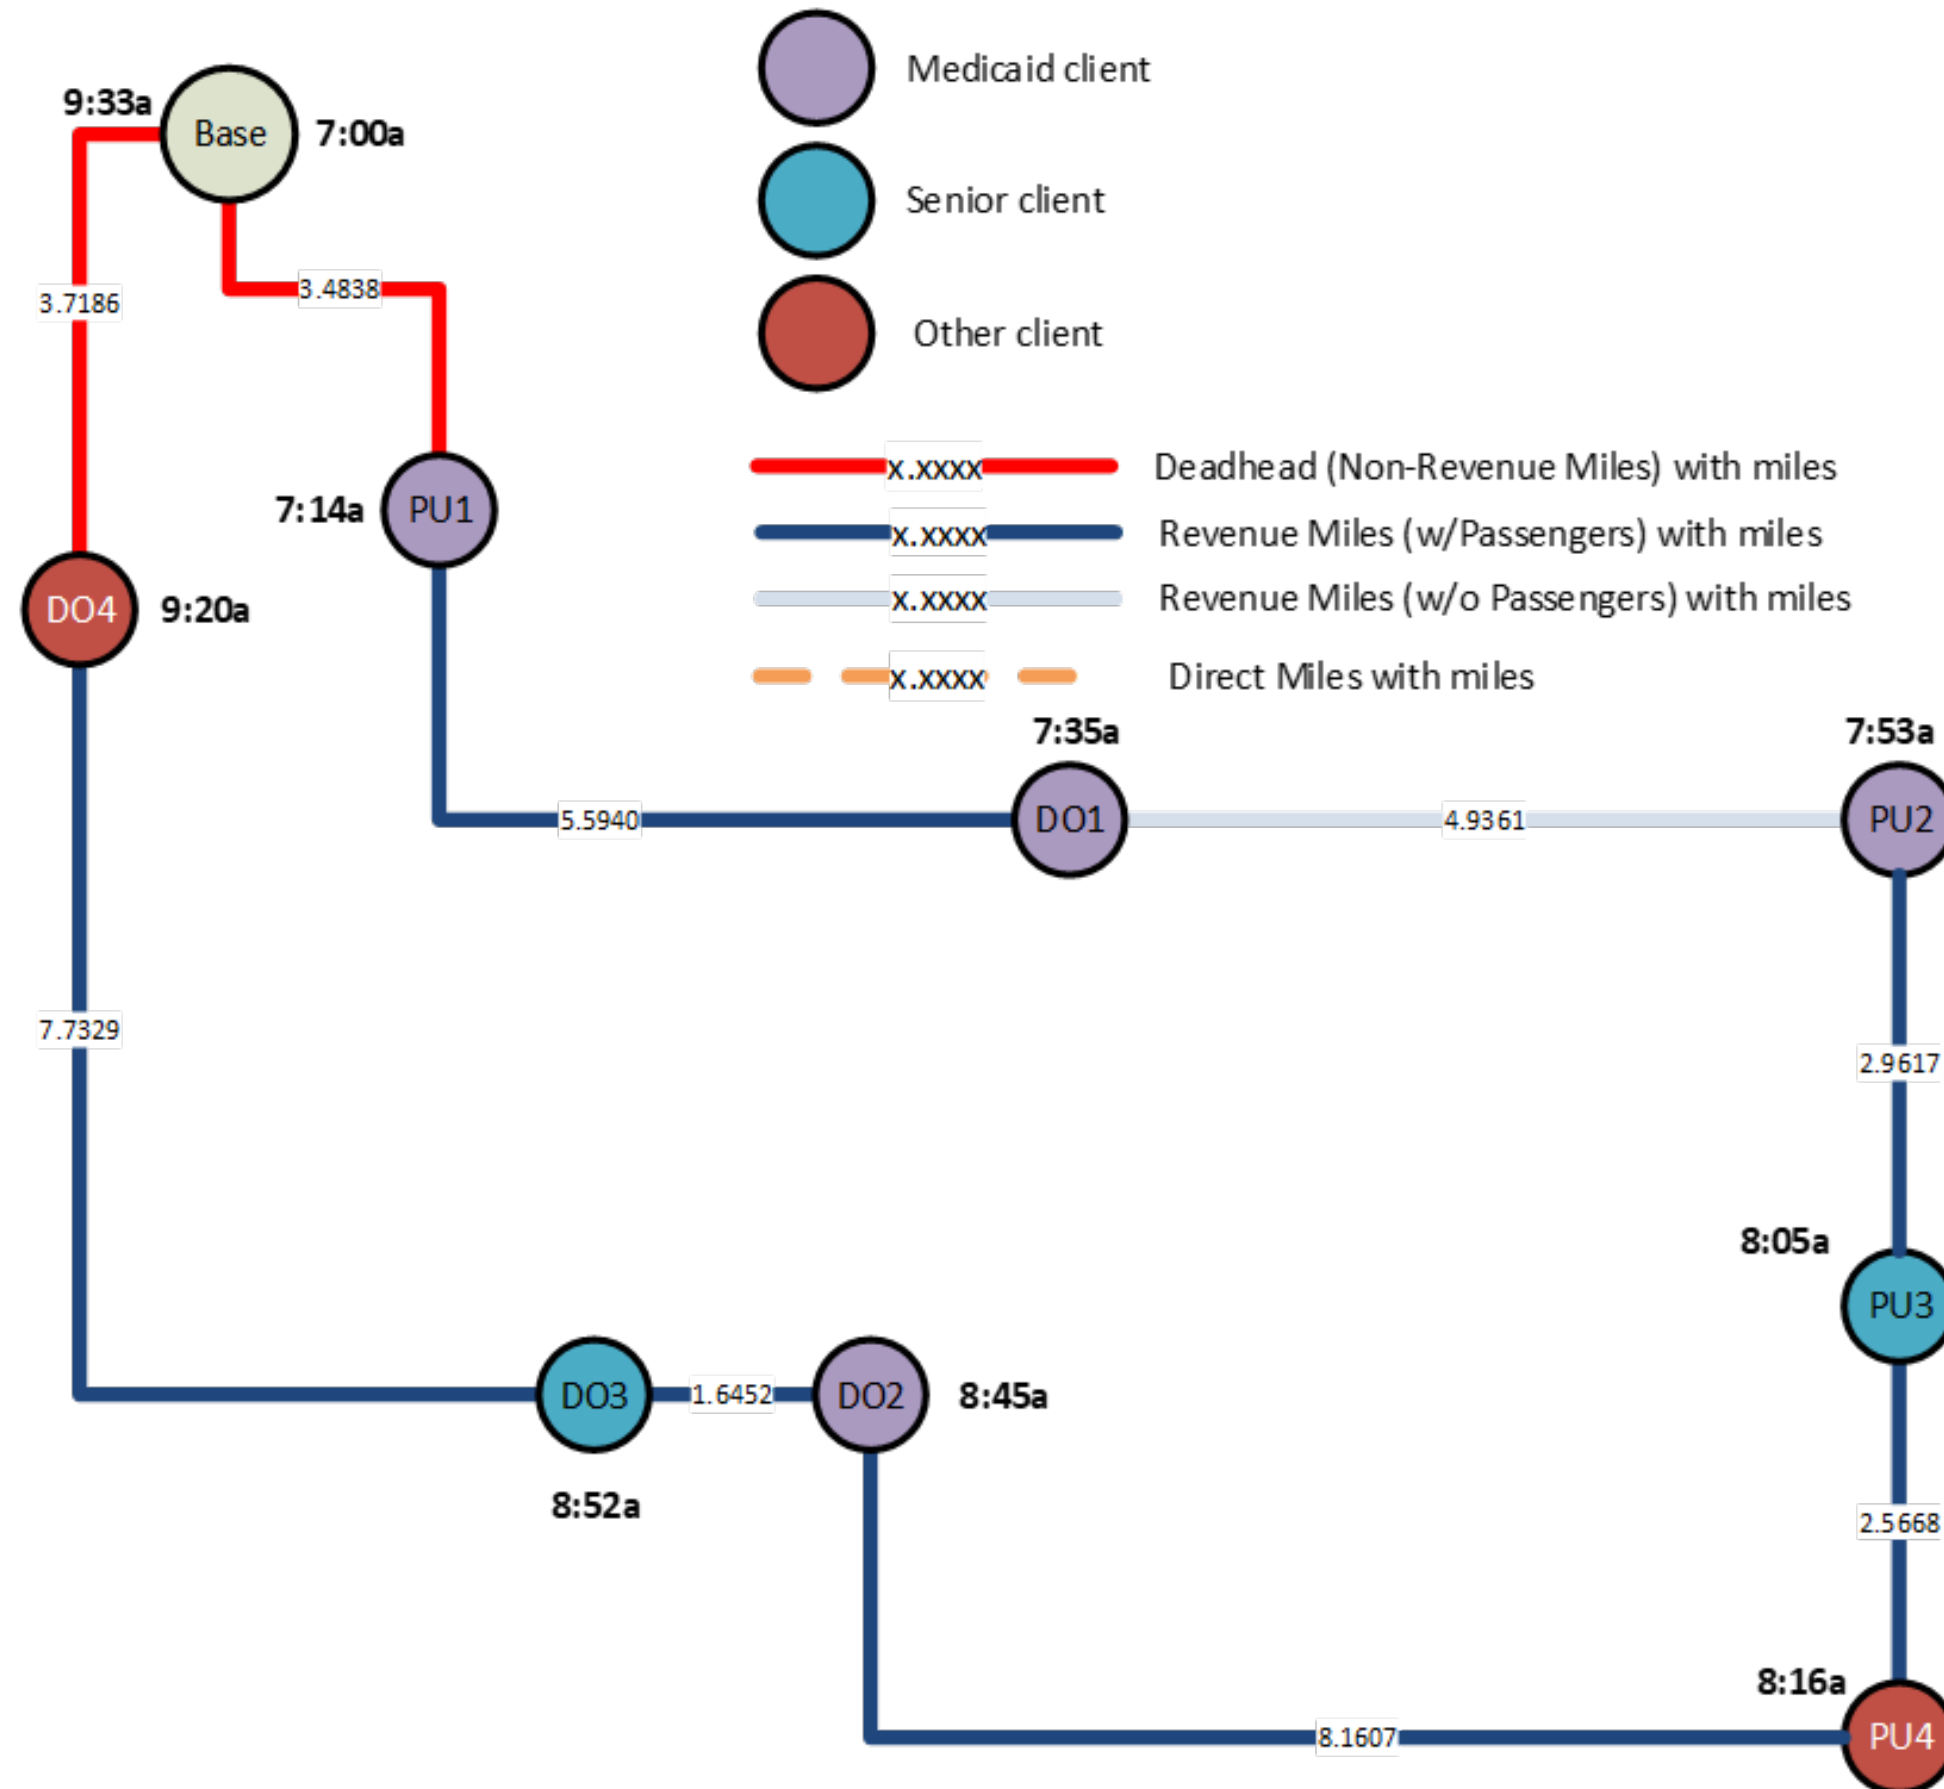 Medicaid client
9:33a
Base
7:00a
Senior client
3.4838
3.7186
Other client
x.xxxx
Deadhead (Non-Revenue Miles) with miles
7:14a
PU1
x.xxxx
Revenue Miles (w/Passengers) with miles
DO4
9:20a
x.xxxx
Revenue Miles (w/o Passengers) with miles
x.xxxx
Direct Miles with miles
7:35a
7:53a
5.5940
DO1
4.9361
PU2
7.7329
2.9617
8:05a
PU3
DO3
1.6452
DO2
8:45a
8:52a
2.5668
8:16a
8.1607
PU4